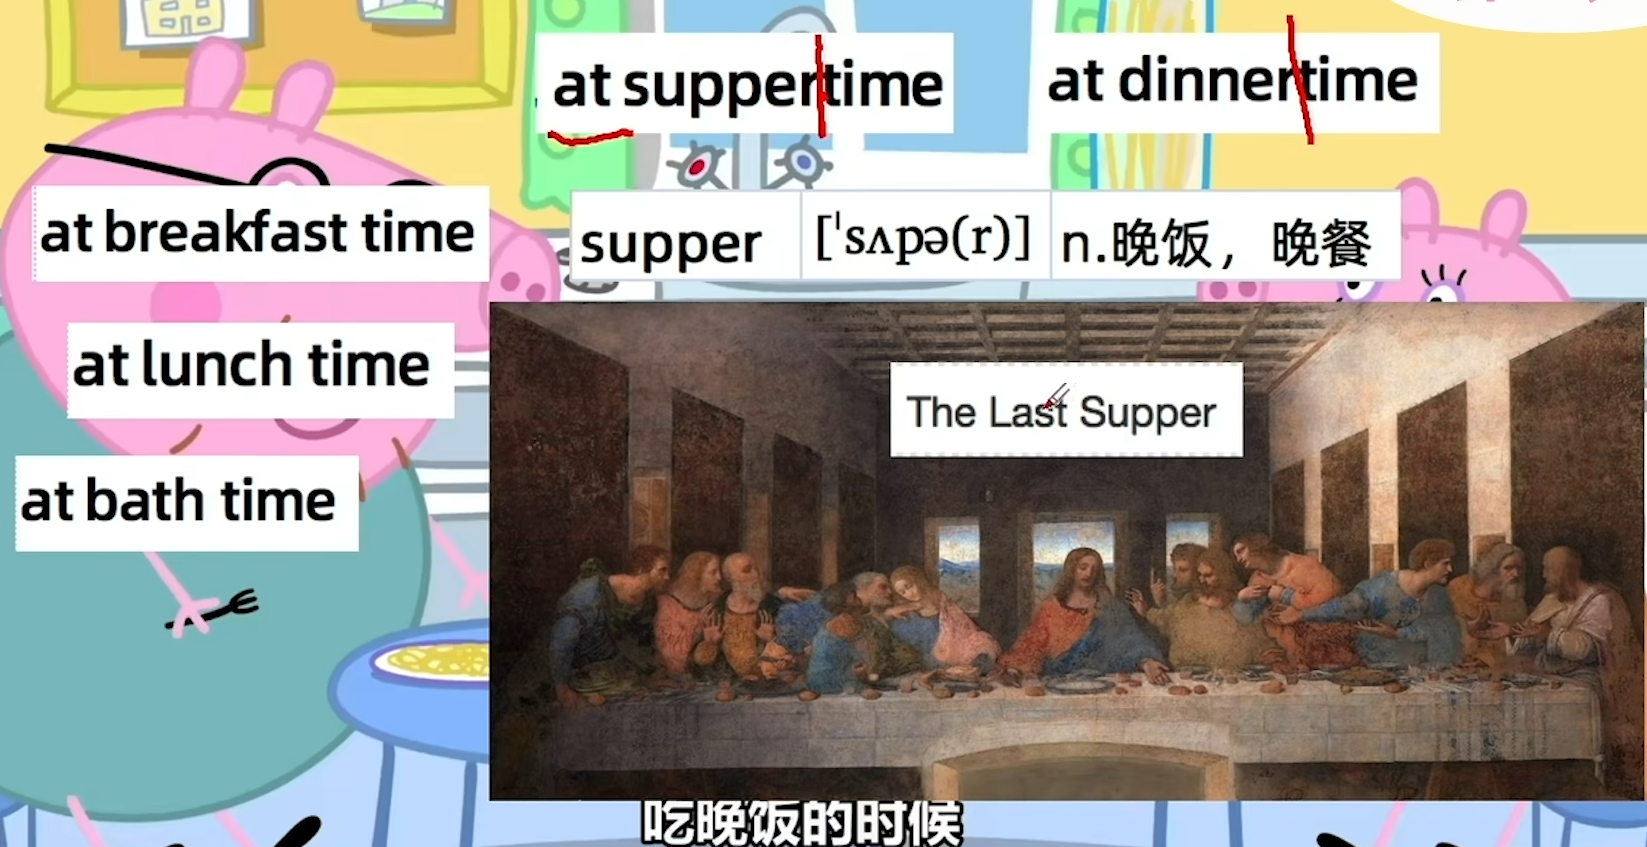 at suppertime
at dinnertime
at breakfast time
supper
[ˈsʌpə(r)]
n.晚饭，晚餐
at lunch time
The Last Supper
at bath time
吃晚饭的时候